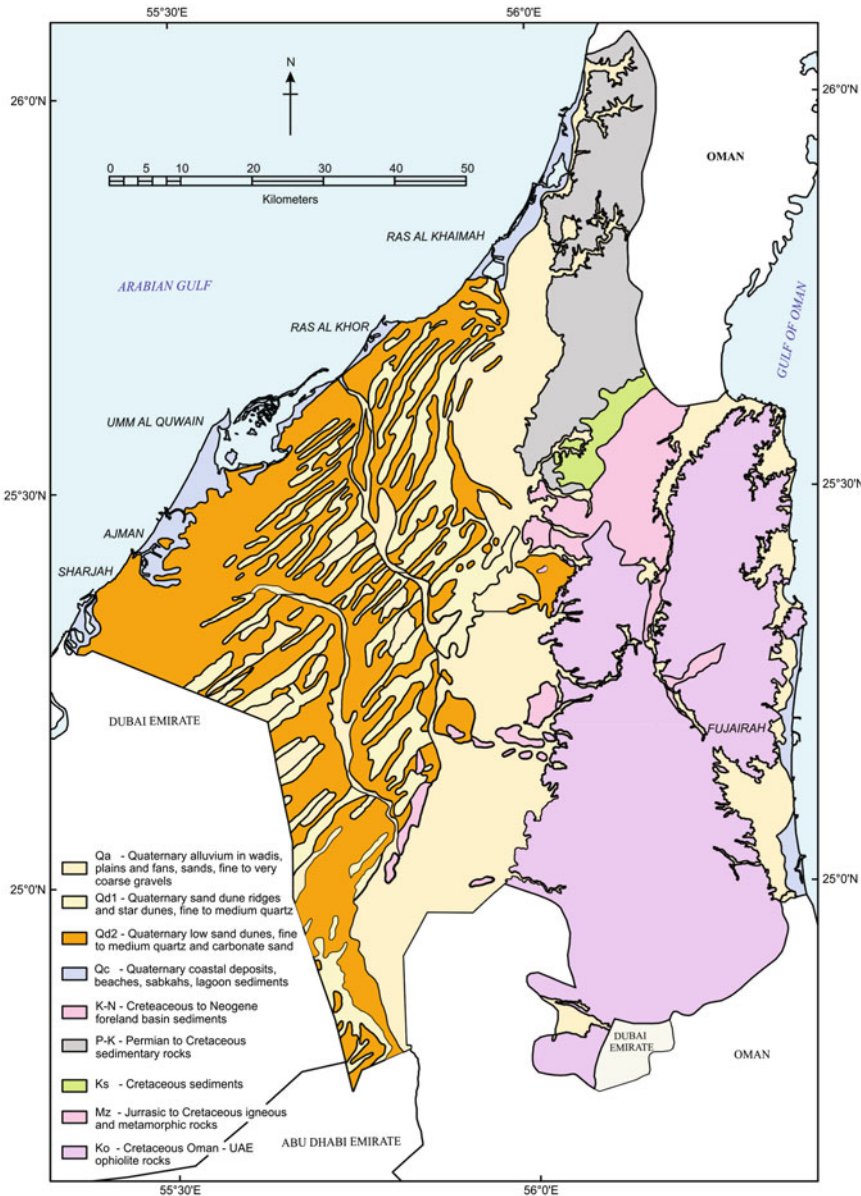 55°30'E
56°0'E
26°0'N
26°0'N
N
OMAN
0 5 10 20 30 40 50
Kilometers
RAS AL KHAIMAH
ARABIAN GULF
GULF OF OMAN
RAS AL KHOR
UMM AL QUWAIN
25°30'N
25°30'N
AJMAN
SHARJAH
DUBAI EMIRATE
FUJAIRAH
Qa - Quaternary alluvium in wadis,
plains and fans, sands, fine to very
coarse gravels
25°0'N
25°0'N
Qd1 - Quaternary sand dune ridges
and star dunes, fine to medium quartz
Qd2 - Quaternary low sand dunes, fine
to medium quartz and carbonate sand
Qc - Quaternary coastal deposits,
beaches, sabkahs, lagoon sediments
K-N - Creteaceous to Neogene
foreland basin sediments
P-K - Permian to Cretaceous
sedimentary rocks
DUBAI
EMIRATE
OMAN
Ks - Cretaceous sediments
Mz - Jurrasic to Cretaceous igneous
and metamorphic rocks
Ko - Cretaceous Oman - UAE
ophiolite rocks
ABU DHABI EMIRATE
55°30'E
56°0'E